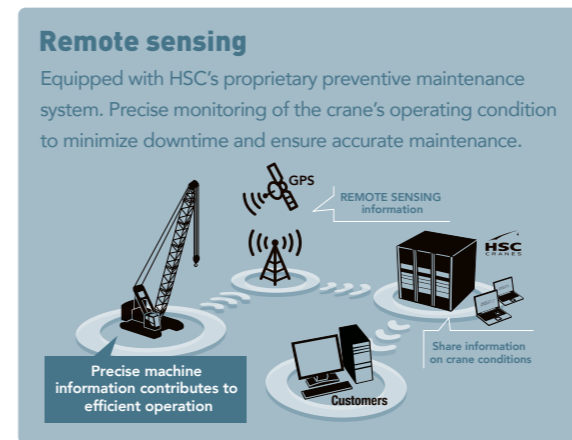 Remote sensing
Equipped with HSC's proprietary preventive maintenance
system. Precise monitoring of the crane's operating condition
to minimize downtime and ensure accurate maintenance.
GPS
REMOTE SENSING
information
HSC
CRANES
Share information
on crane conditions
Precise machine
information contributes to
efficient operation
Customers